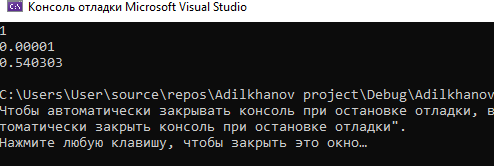 Консоль отладки Microsoft Visual Studio
1
0.00001
0.540303
C:\Users\User\source\repos\Adilkhanov project\Debug\Adilkhanov
Чтобы автоматически закрывать консоль при остановке отладки, в
томатически закрыть консоль при остановке отладки".
Нажмите любую клавишу, чтобы закрыть это окно…